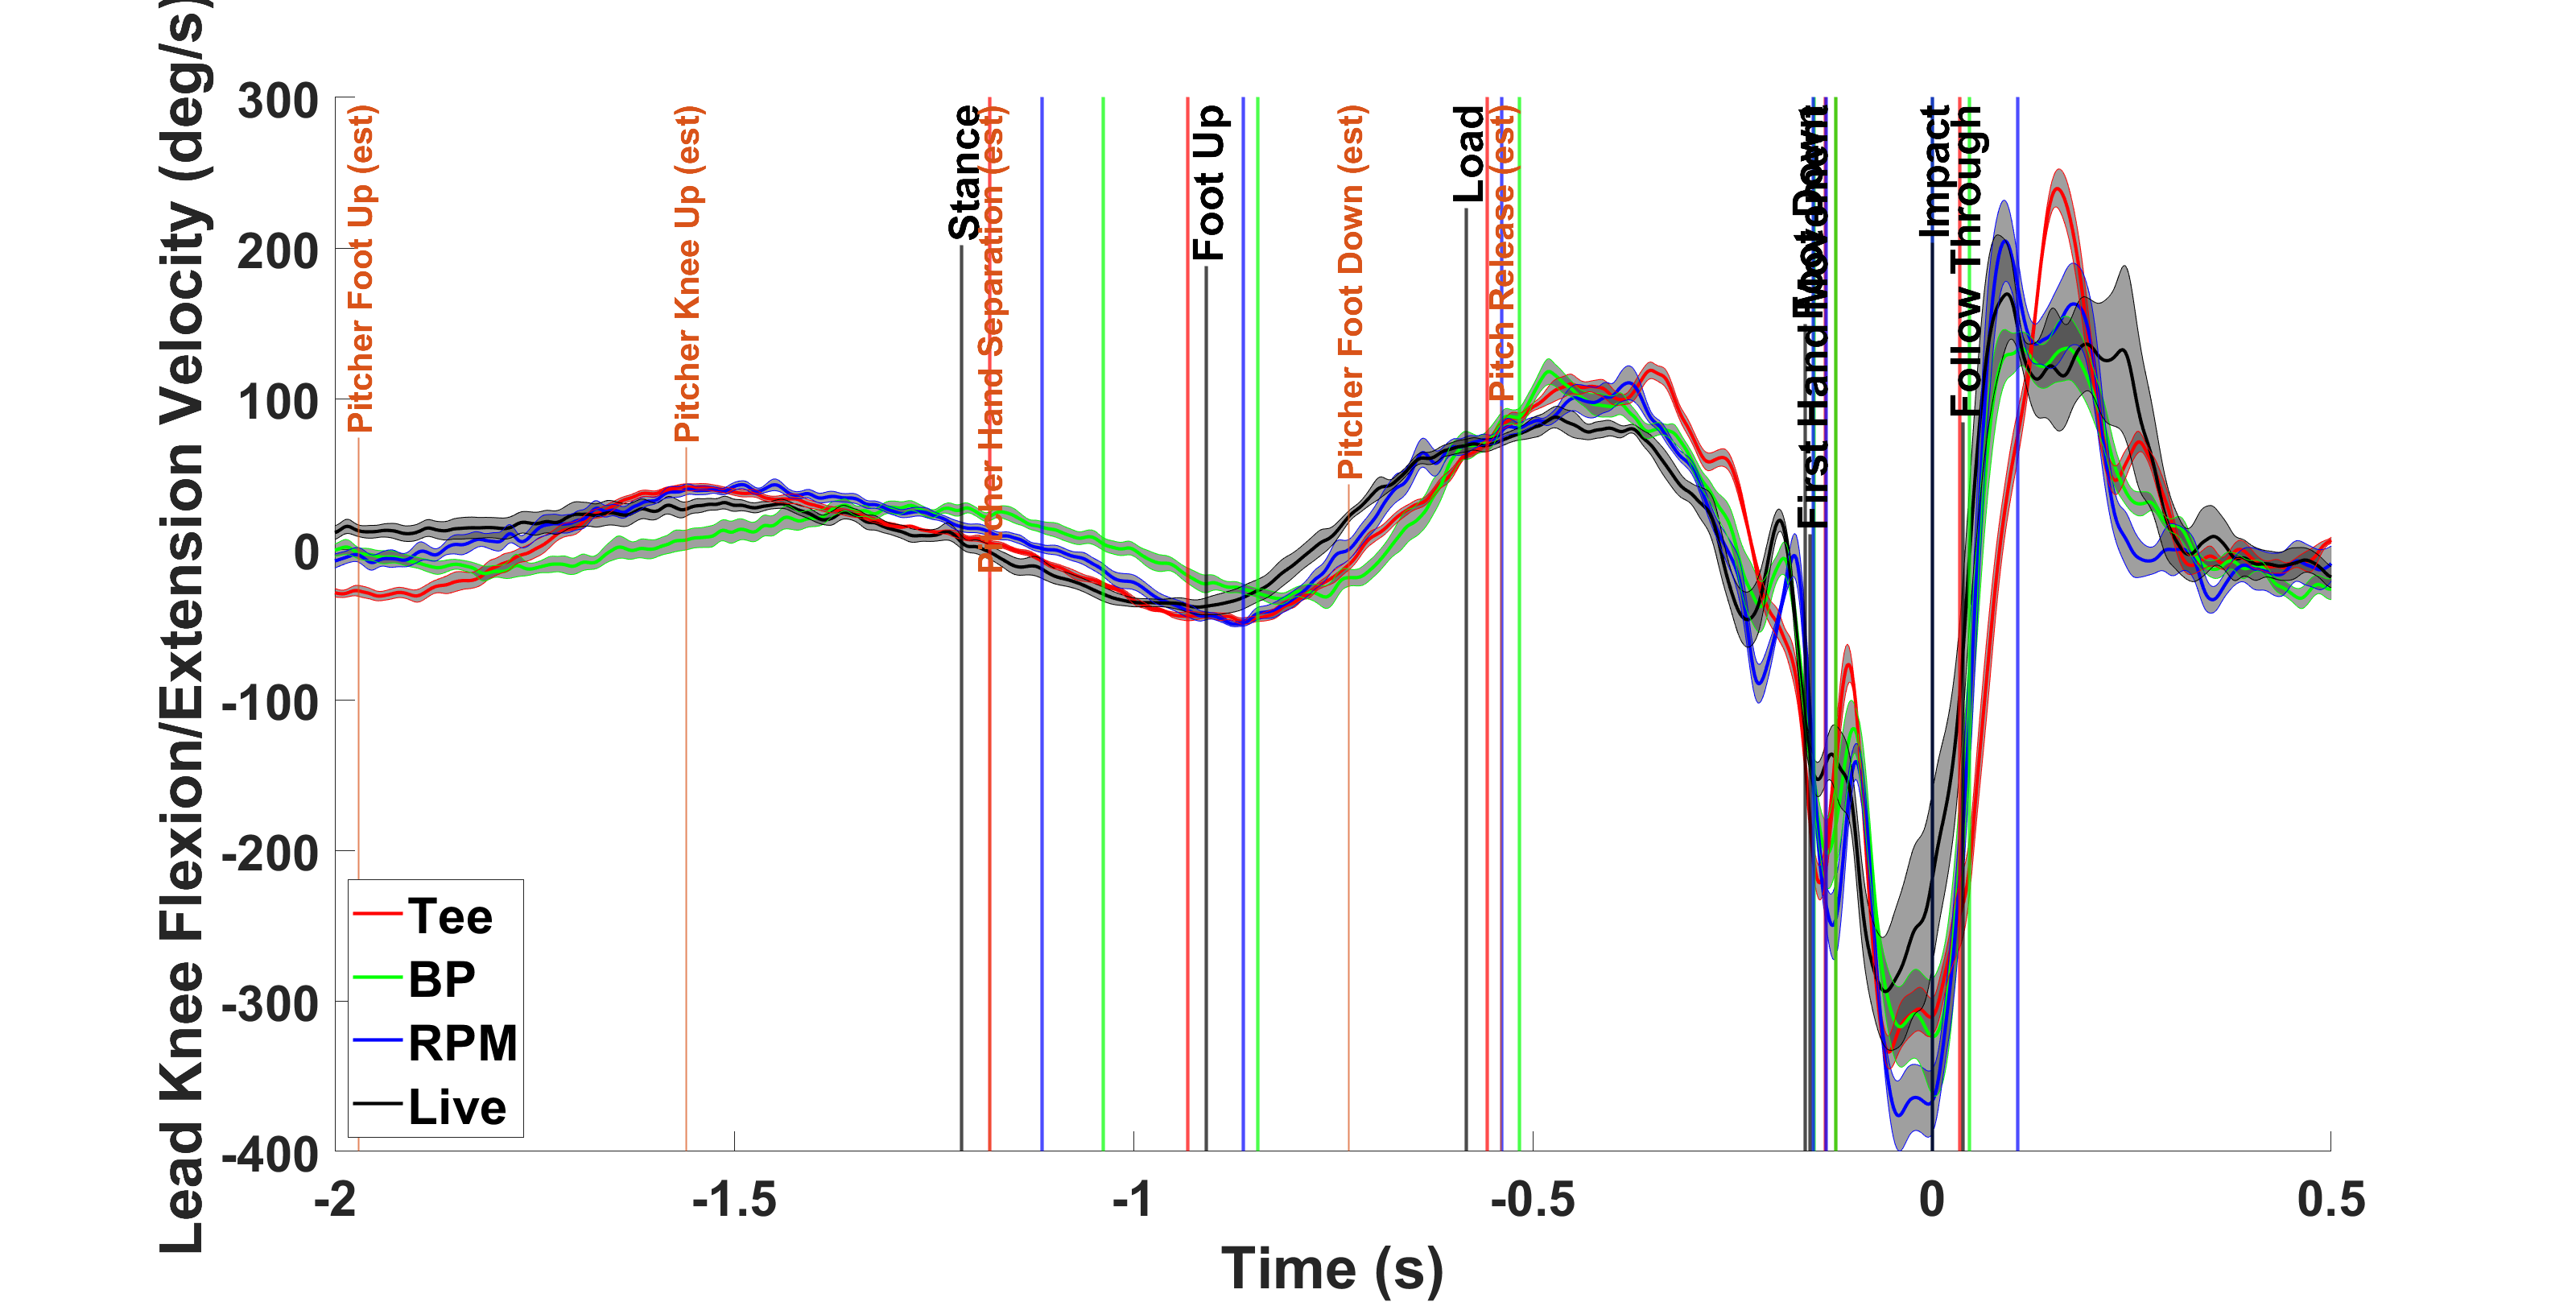 Lead Knee Flexion/Extension Velocity (deg/s)
300
200
100
0
-100
-200
-300
-400
Pitcher Foot Up (est)
Pitcher Knee Up (est)
Stance
Pitcher Hand Separation (est)
Foot Up
Pitcher Foot Down (est)
Load
Pitch Release (est)
Foot Down
First Hand Movement
Impact
Follow Through
Tee
BP
RPM
Live
-2
-1.5
-1
-0.5
0
0.5
Time (s)